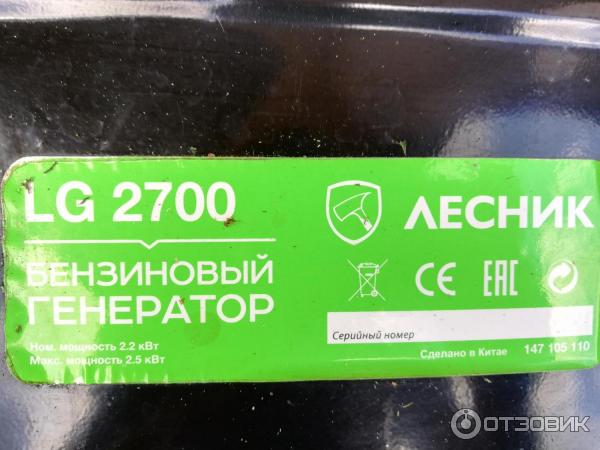 LG 2700
БЕНЗИНОВЫЙ
ГЕНЕРАТОР
Ном. мощность 2.2 кВт
Макс. мощность 2.5 кВт
ЛЕСНИК
CE EAC
Серийный номер
Сделано в Китае 147 105 110
ОТЗОВИК